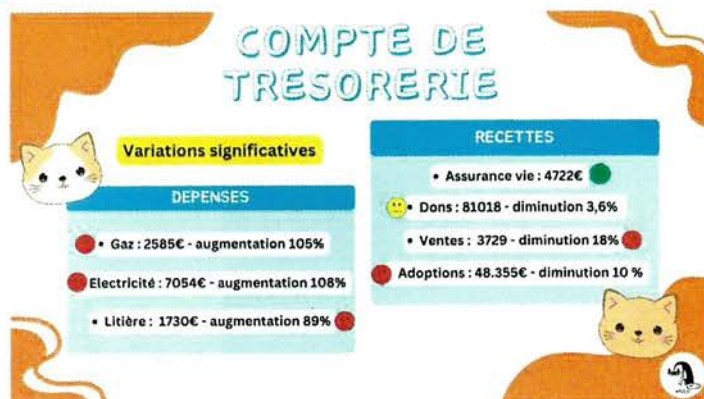 COMPTE DE
TRESORERIE
Variations significatives
DEPENSES
• Gaz : 2585€ - augmentation 105%
Electricité : 7054€ - augmentation 108%
• Litière : 1730€ - augmentation 89%
RECETTES
• Assurance vie : 4722€
• Dons : 81018 - diminution 3,6%
• Ventes : 3729 - diminution 18%
• Adoptions : 48.355€ - diminution 10 %